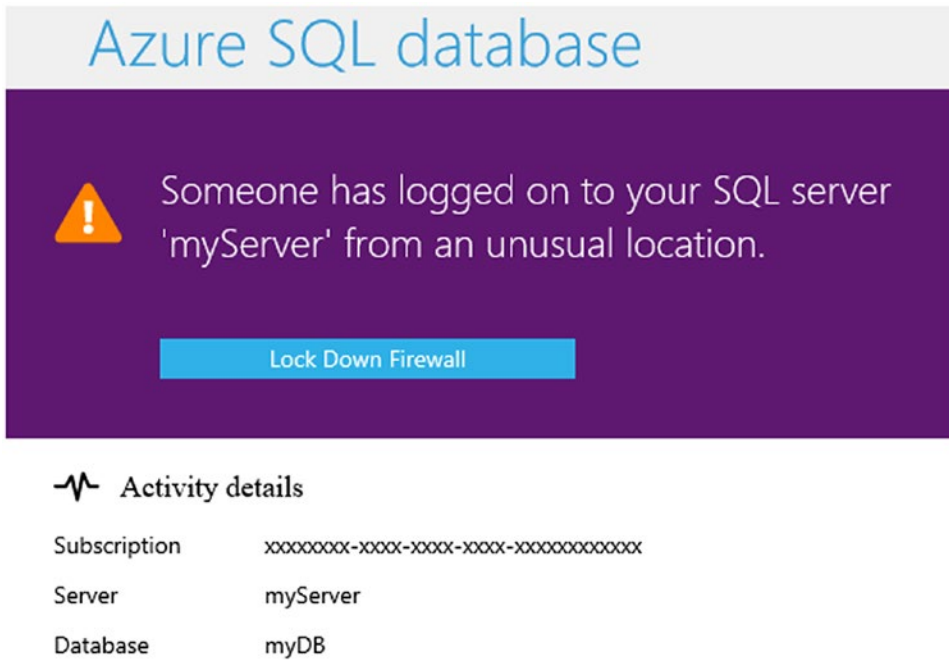 Azure SQL database
Someone has logged on to your SQL server
'myServer' from an unusual location.
Lock Down Firewall
Activity details
Subscription xxxxxxxx-xxxx-xxxx-xxxx-xxxxxxxxxxxx
Server myServer
Database myDB